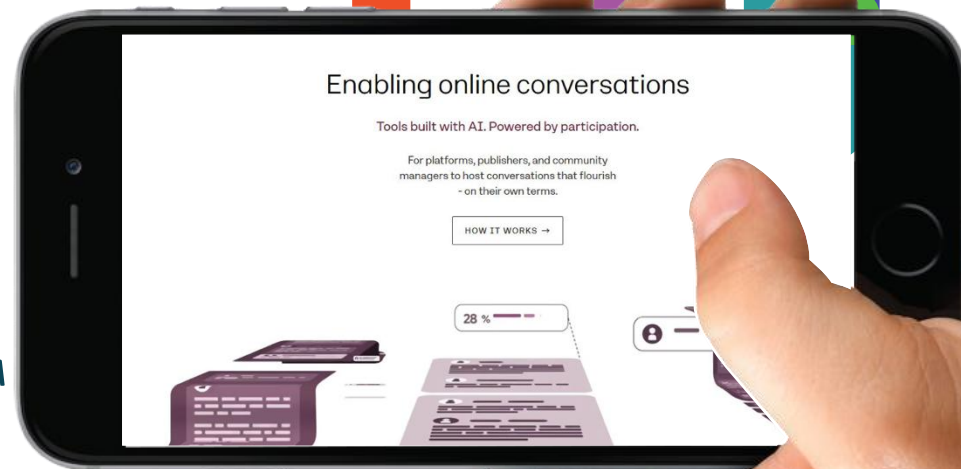 Enabling online conversations
Tools built with AI. Powered by participation.
For platforms, publishers, and community
managers to host conversations that flourish
- on their own terms.
HOW IT WORKS →
28 %